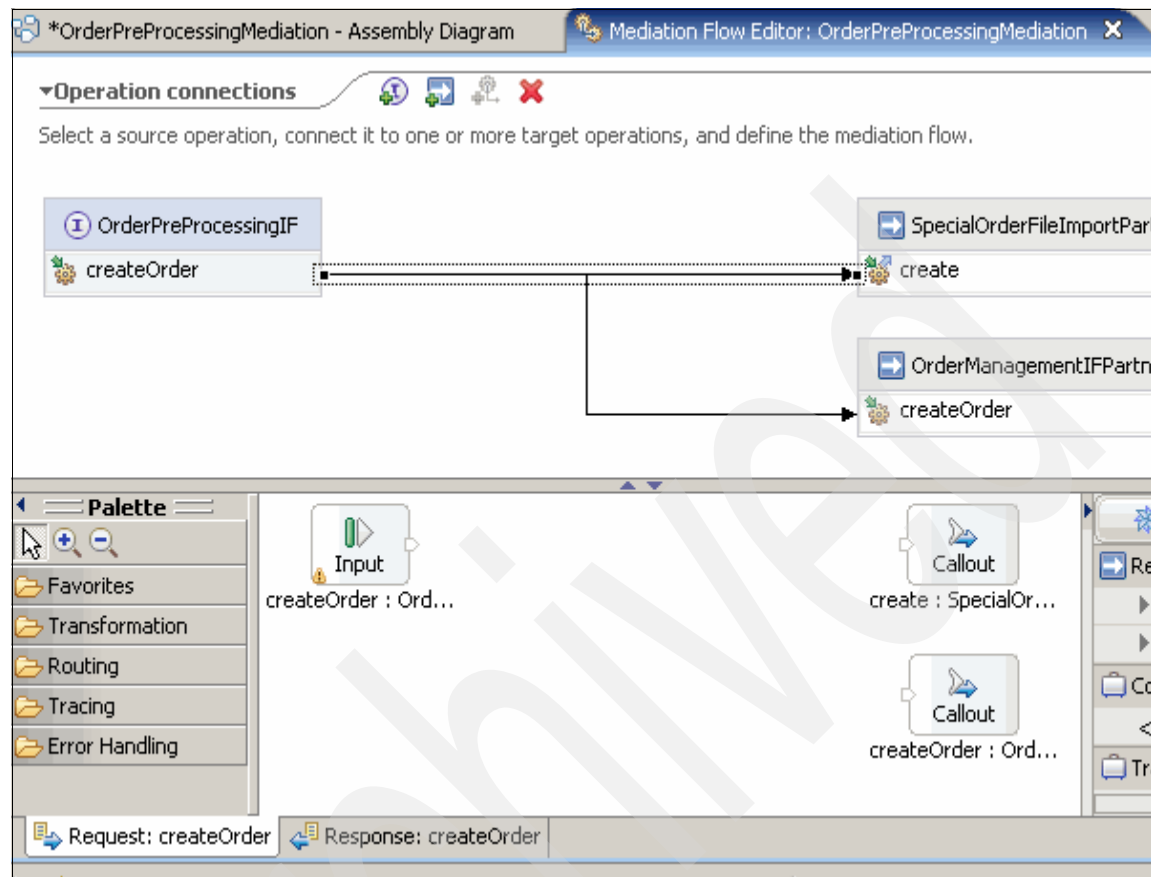 *OrderPreProcessingMediation - Assembly Diagram
Mediation Flow Editor: OrderPreProcessingMediation
Operation connections
Select a source operation, connect it to one or more target operations, and define the mediation flow.
OrderPreProcessingIF
createOrder
SpecialOrderFileImportPar
create
OrderManagementIFPartn
createOrder
Palette
Favorites
Transformation
Routing
Tracing
Error Handling
Input
createOrder : Ord...
Callout
create : SpecialOr...
Callout
createOrder : Ord...
Re
Co
<
Tr
Request: createOrder
Response: createOrder